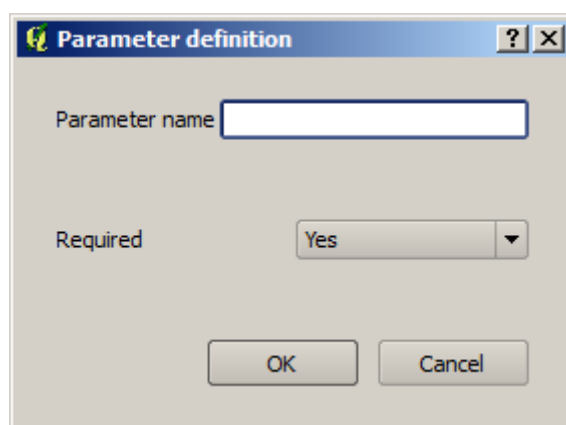 Parameter definition
Parameter name
Required Yes
OK Cancel